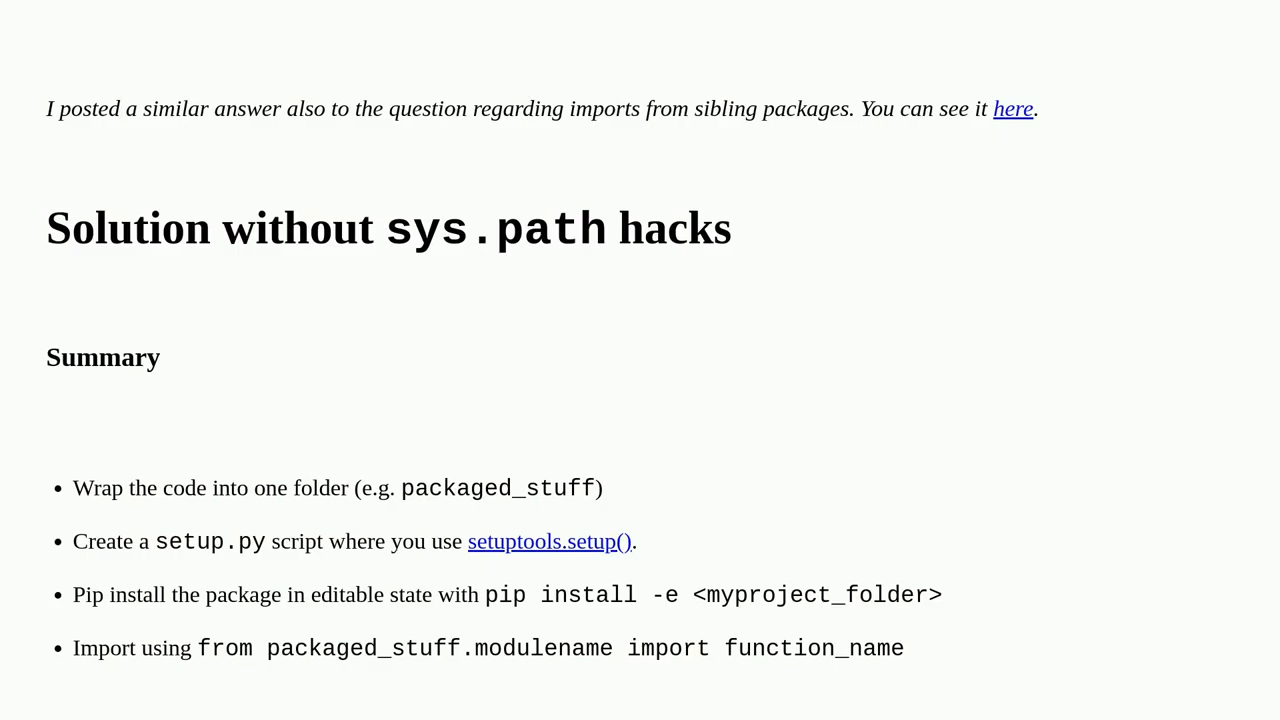 I posted a similar answer also to the question regarding imports from sibling packages. You can see it here.
Solution without sys.path hacks
Summary
• Wrap the code into one folder (e.g. packaged_stuff)
• Create a setup.py script where you use setuptools.setup().
• Pip install the package in editable state with pip install -e <myproject_folder>
• Import using from packaged_stuff.modulename import function_name